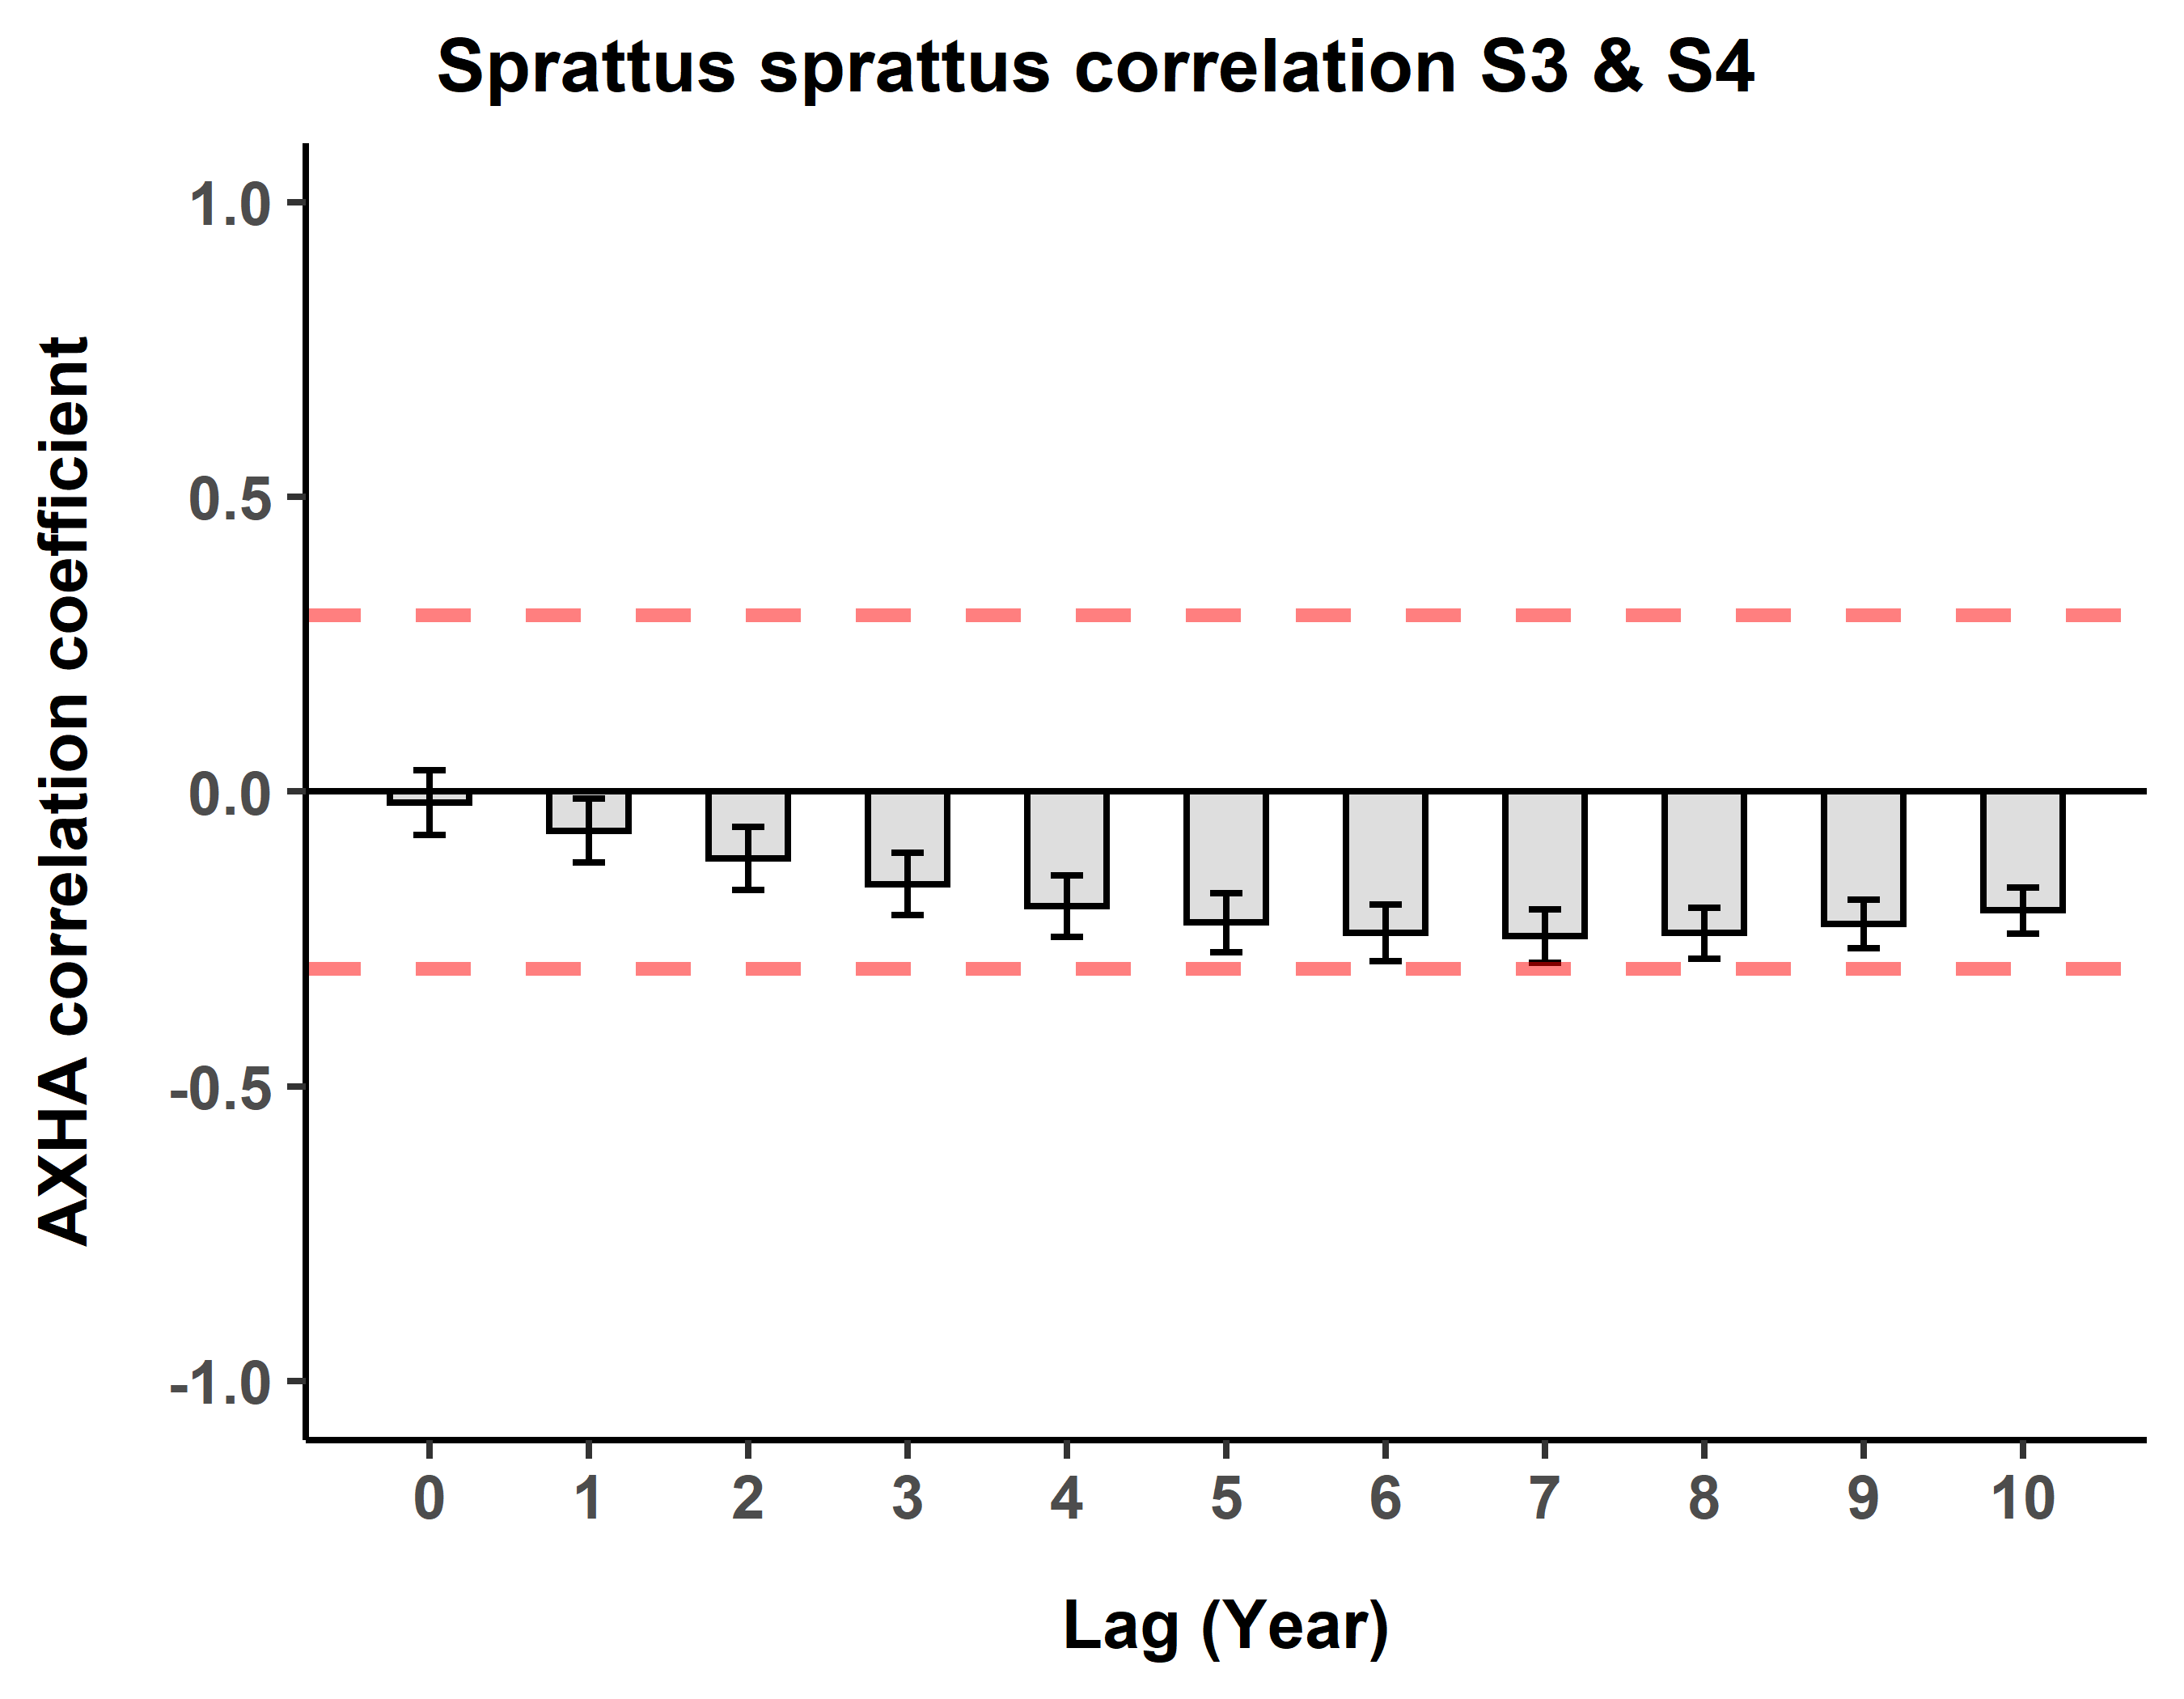 Sprattus sprattus correlation S3 & S4
AXHA correlation coefficient
1.0
0.5
0.0
-0.5
-1.0
0 1 2 3 4 5 6 7 8 9 10
Lag (Year)